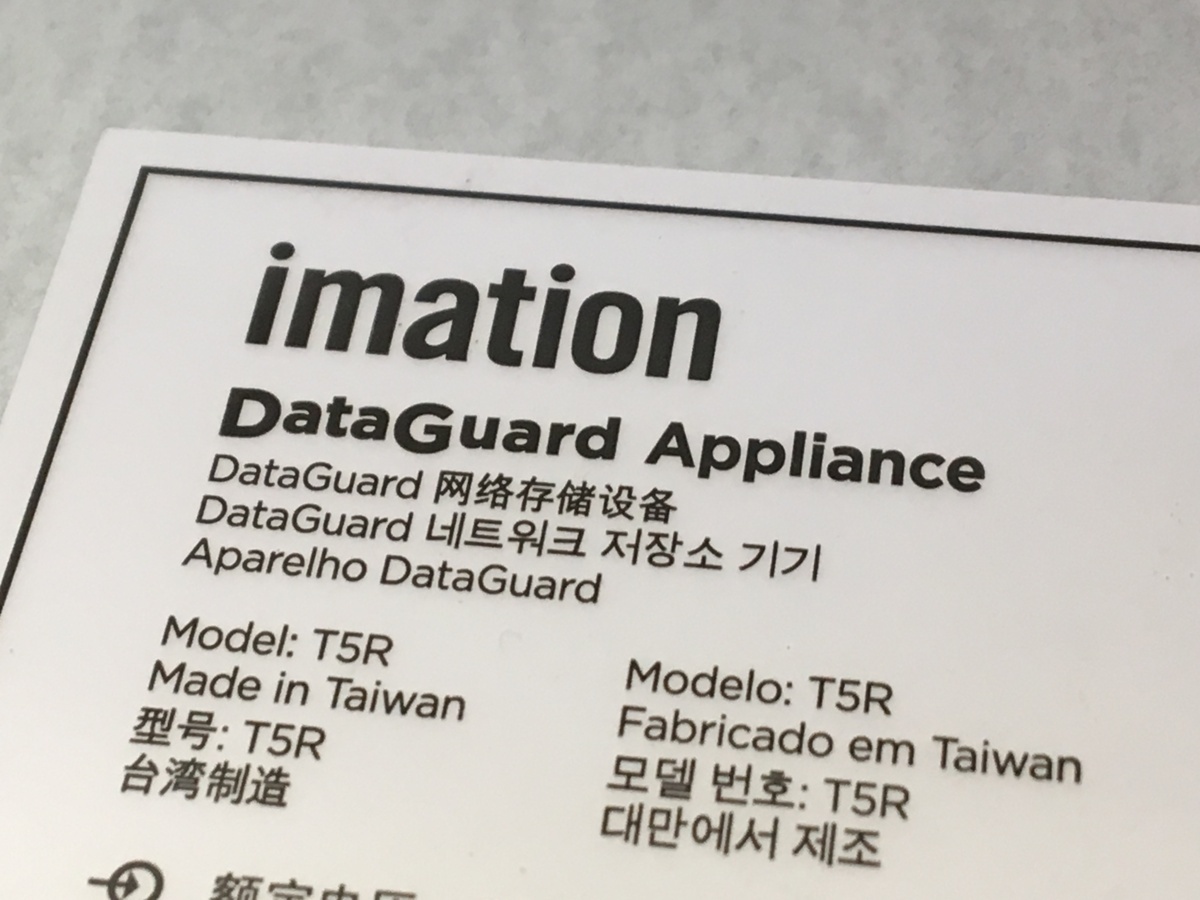 imation
DataGuard Appliance
DataGuard 网络存储设备
DataGuard 네트워크 저장소 기기
Aparelho DataGuard
Model: T5R
Made in Taiwan
型号: T5R
台湾制造
Modelo: T5R
Fabricado em Taiwan
모델 번호: T5R
대만에서 제조